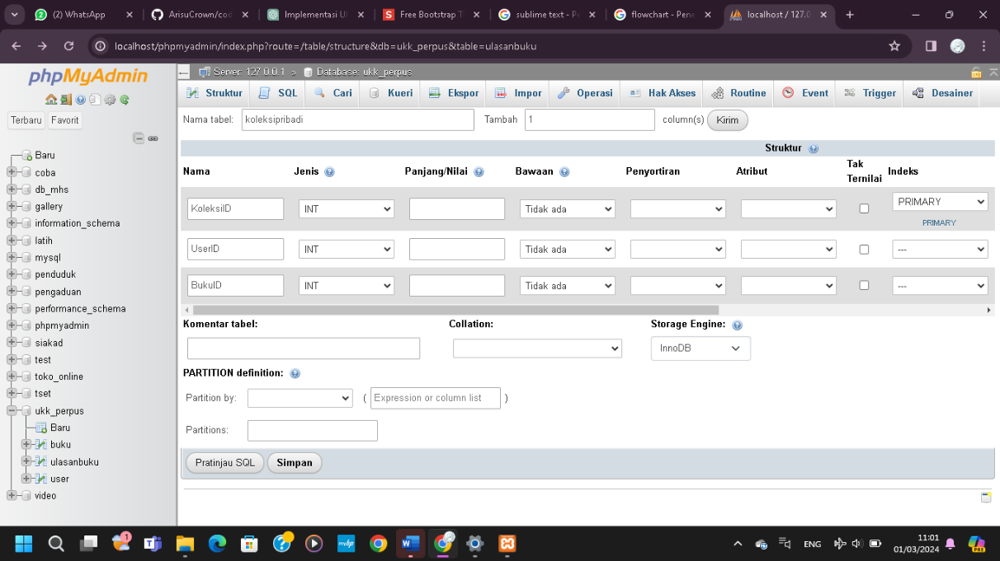 (2) WhatsApp
ArisuCrown/cod
Implementasi UI
Free Bootstrap T
sublime text - Pe
flowchart - Pene
localhost / 127.0
localhost/phpmyadmin/index.php?route=/table/structure&db=ukk_perpus&table=ulasanbuku
phpMyAdmin
Terbaru Favorit
Baru
coba
db_mhs
gallery
information_schema
latih
mysql
penduduk
pengaduan
performance_schema
phpmyadmin
siakad
test
toko_online
tset
ukk_perpus
Baru
buku
ulasanbuku
user
video
Server: 127.0.0.1 » Database: ukk_perpus
Struktur SQL Cari Kueri Ekspor Impor Operasi Hak Akses Routine Event Trigger Desainer
Nama tabel: koleksipribadi Tambah 1 column(s) Kirim
Struktur
Nama Jenis Panjang/Nilai Bawaan Penyortiran Atribut Tak Ternilai Indeks
KoleksiID INT Tidak ada PRIMARY
PRIMARY
UserID INT Tidak ada ---
BukuID INT Tidak ada ---
Komentar tabel: Collation: Storage Engine:
InnoDB
PARTITION definition:
Partition by: ( Expression or column list )
Partitions:
Pratinjau SQL Simpan
1
myhp
ENG
11:01
01/03/2024
PRE